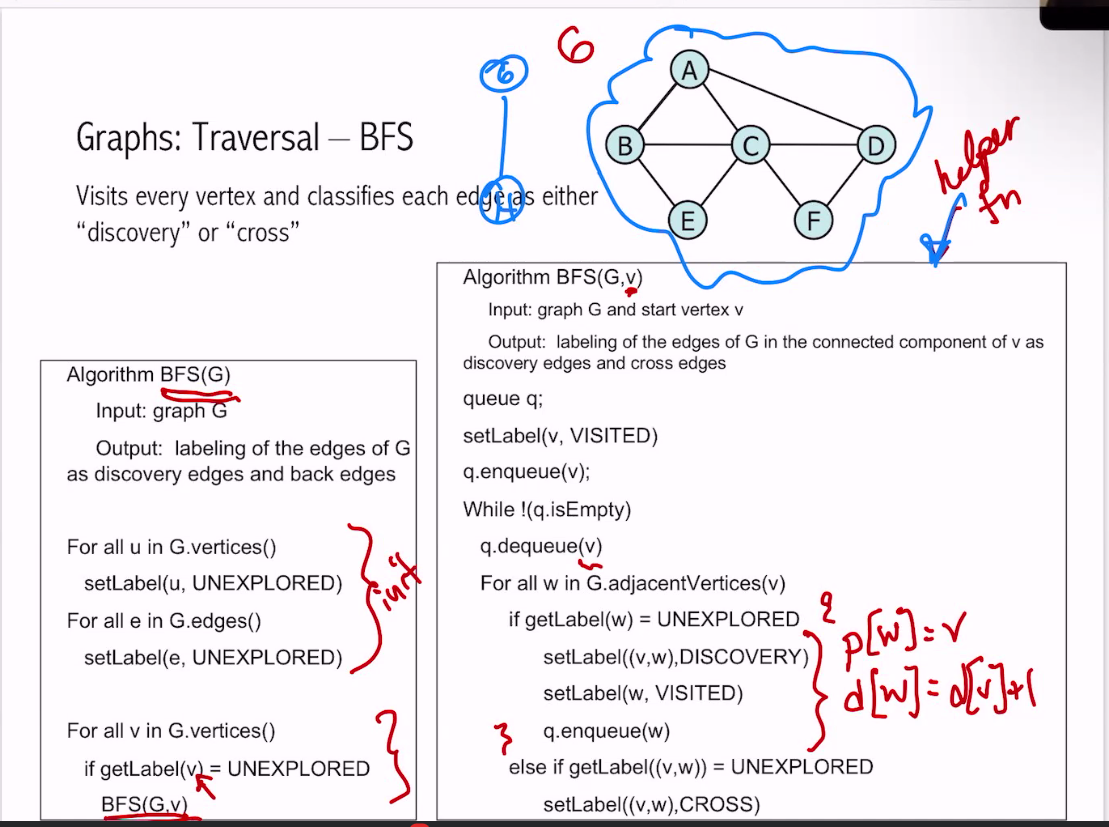 G
A
B
C
D
E
F
Graphs: Traversal – BFS
Visits every vertex and classifies each edge as either
“discovery” or “cross”
helper
fn
Algorithm BFS(G)
Input: graph G
Output: labeling of the edges of G
as discovery edges and back edges
For all u in G.vertices()
setLabel(u, UNEXPLORED)
For all e in G.edges()
setLabel(e, UNEXPLORED)
init
For all v in G.vertices()
if getLabel(v) = UNEXPLORED
BFS(G,v)
Algorithm BFS(G,v)
Input: graph G and start vertex v
Output: labeling of the edges of G in the connected component of v as
discovery edges and cross edges
queue q;
setLabel(v, VISITED)
q.enqueue(v);
While !(q.isEmpty)
q.dequeue(v)
For all w in G.adjacentVertices(v)
if getLabel(w) = UNEXPLORED {
setLabel((v,w),DISCOVERY)
setLabel(w, VISITED)
} q.enqueue(w)
p[w]=v
d[w]=d[v]+1
else if getLabel((v,w)) = UNEXPLORED
setLabel((v,w),CROSS)